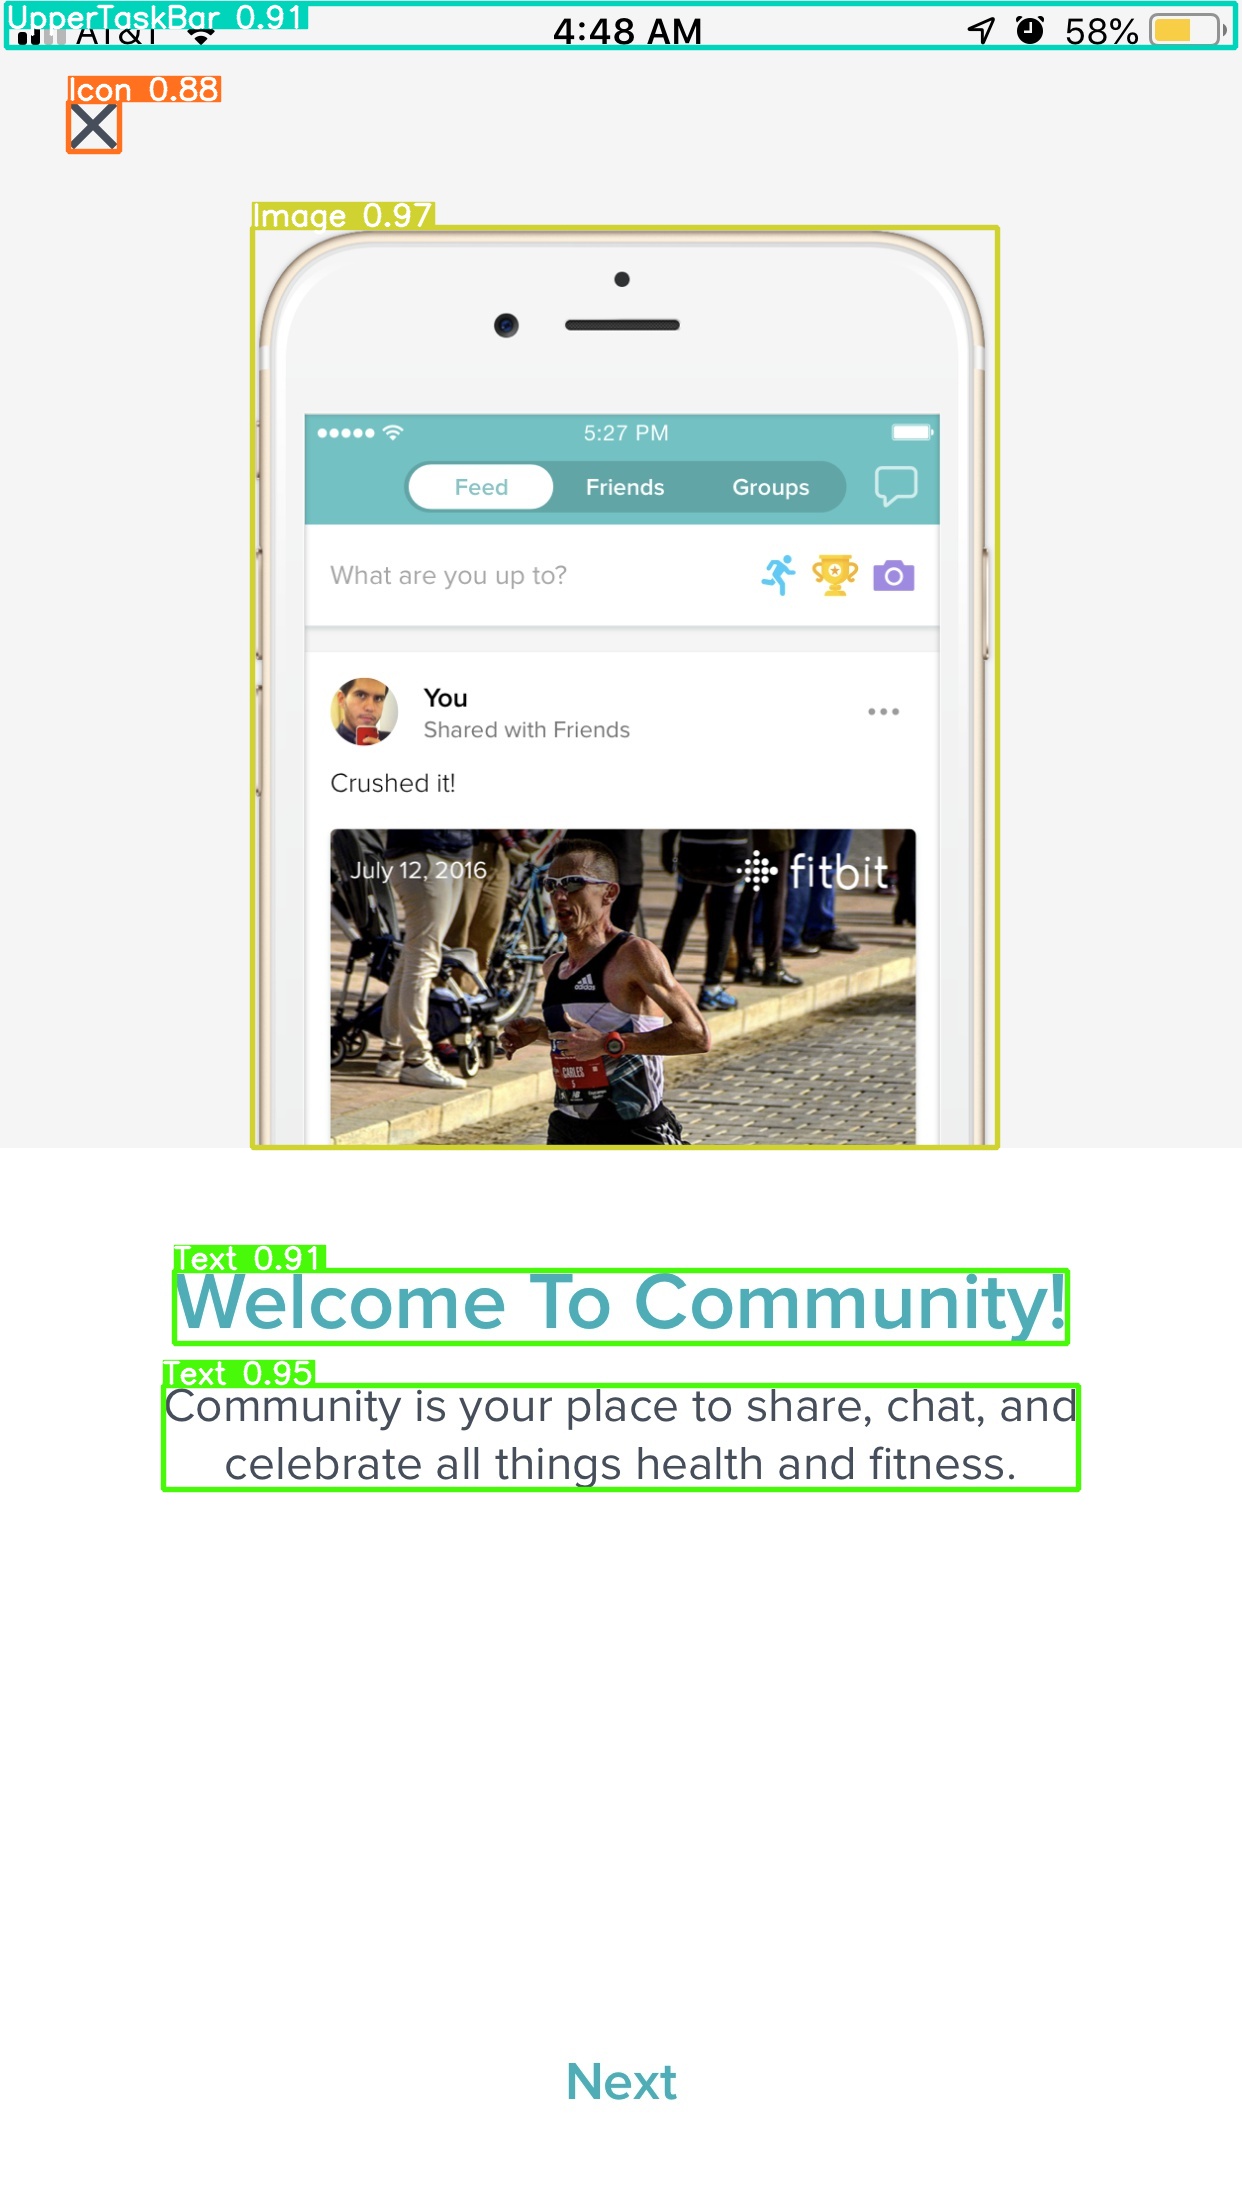 UpperTaskBar 0.91
AT&T 4:48 AM 58%
Icon 0.88
Image 0.97
5:27 PM
Feed Friends Groups
What are you up to?
You
Shared with Friends
Crushed it!
July 12, 2016 fitbit
adidas
CARLES
Text 0.91
Welcome To Community!
Text 0.95
Community is your place to share, chat, and
celebrate all things health and fitness.
Next